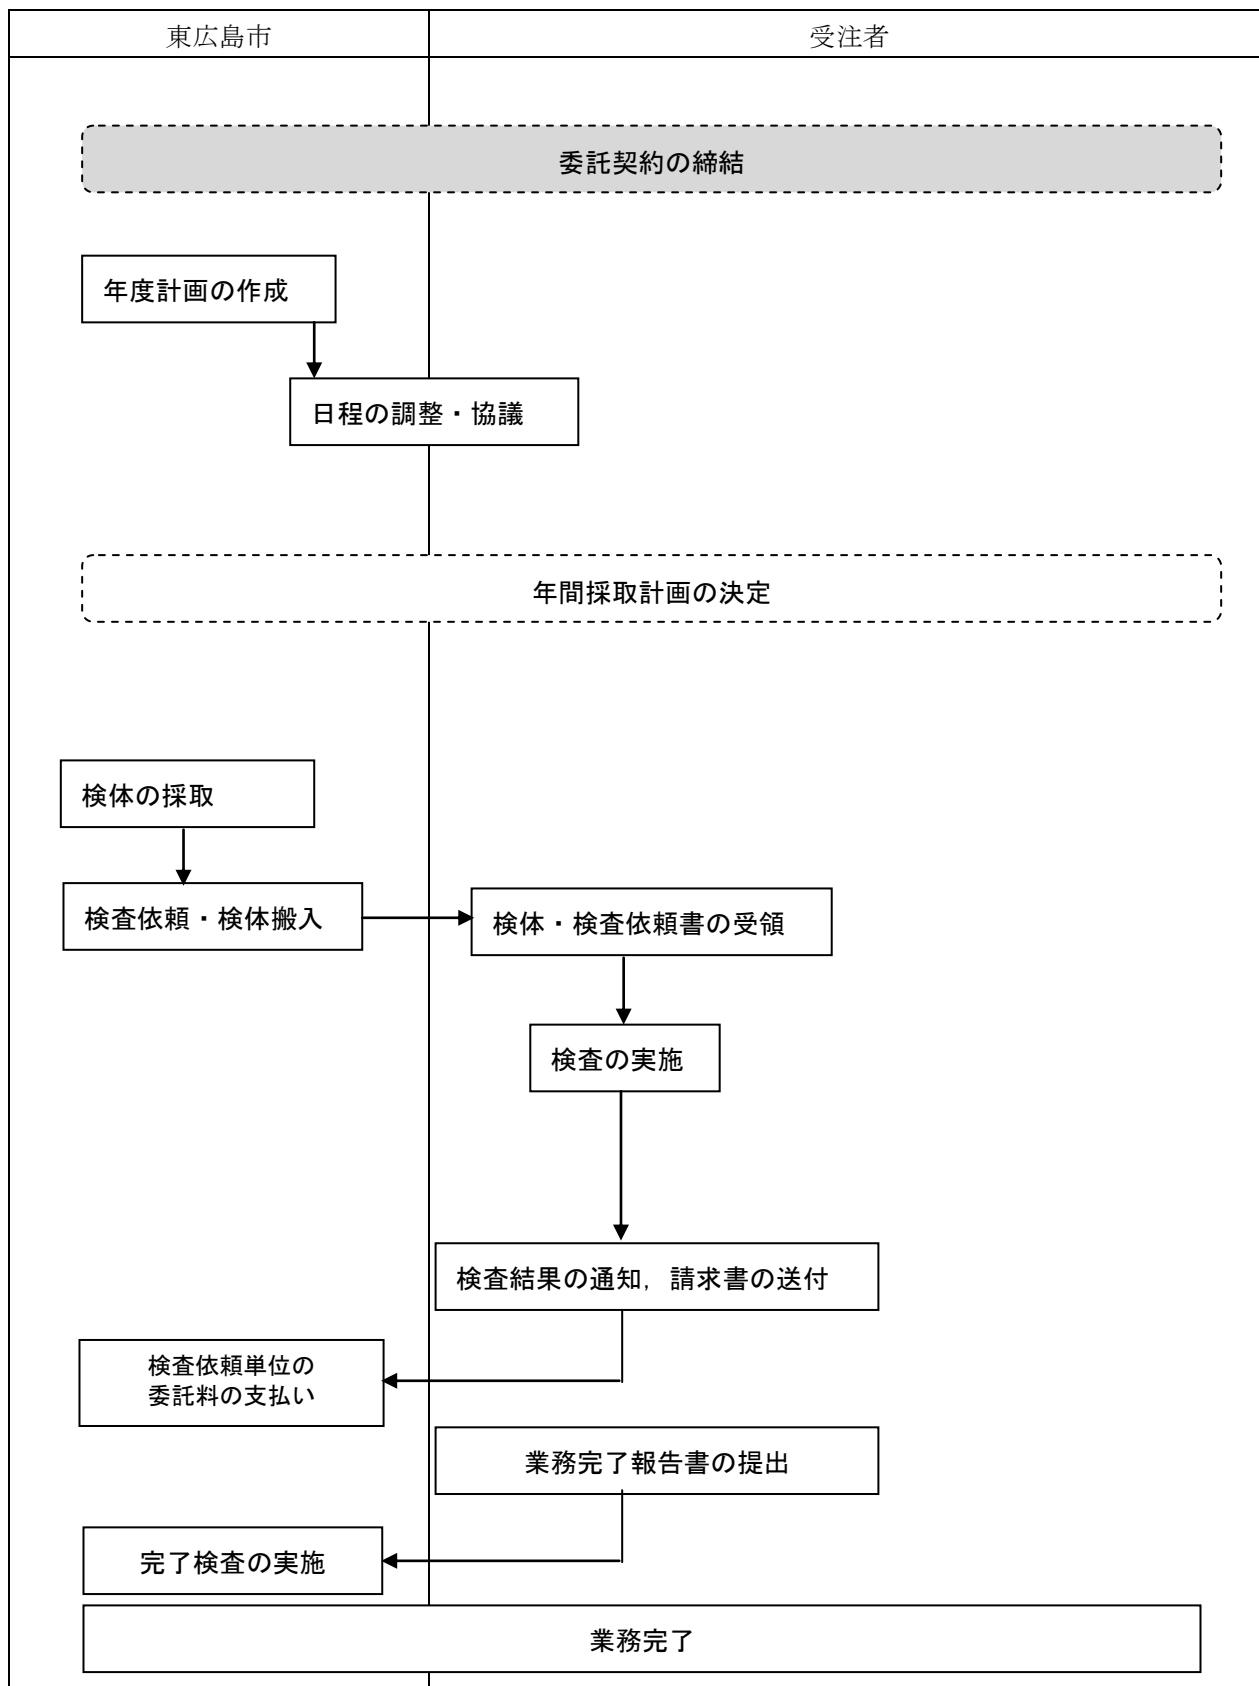 東広島市
受注者
委託契約の締結
年度計画の作成
日程の調整・協議
年間採取計画の決定
検体の採取
検査依頼・検体搬入
検体・検査依頼書の受領
検査の実施
検査結果の通知，請求書の送付
検査依頼単位の
委託料の支払い
業務完了報告書の提出
完了検査の実施
業務完了